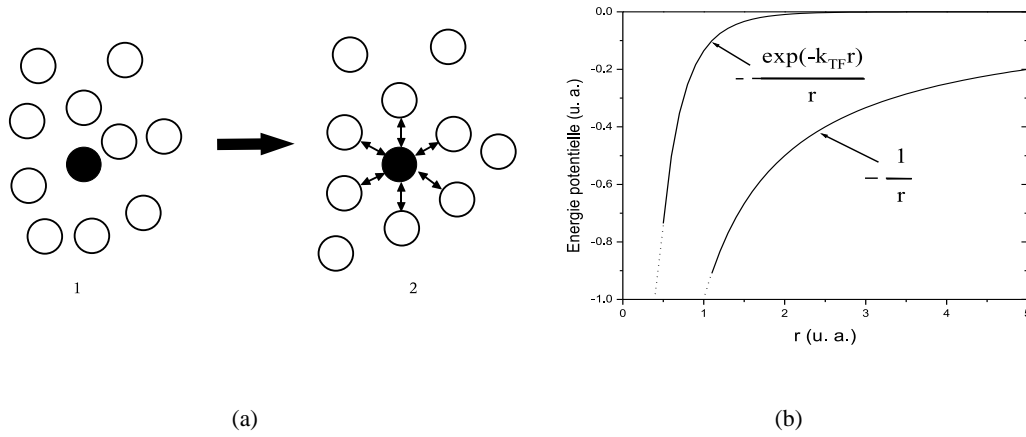 1
2
(a)
Energie potentielle (u. a.)
0.0
-0.2
-0.4
-0.6
-0.8
-1.0
0
1
2
3
4
5
r (u. a.)
exp(-k_TF r)
–
r
1
–
r
(b)